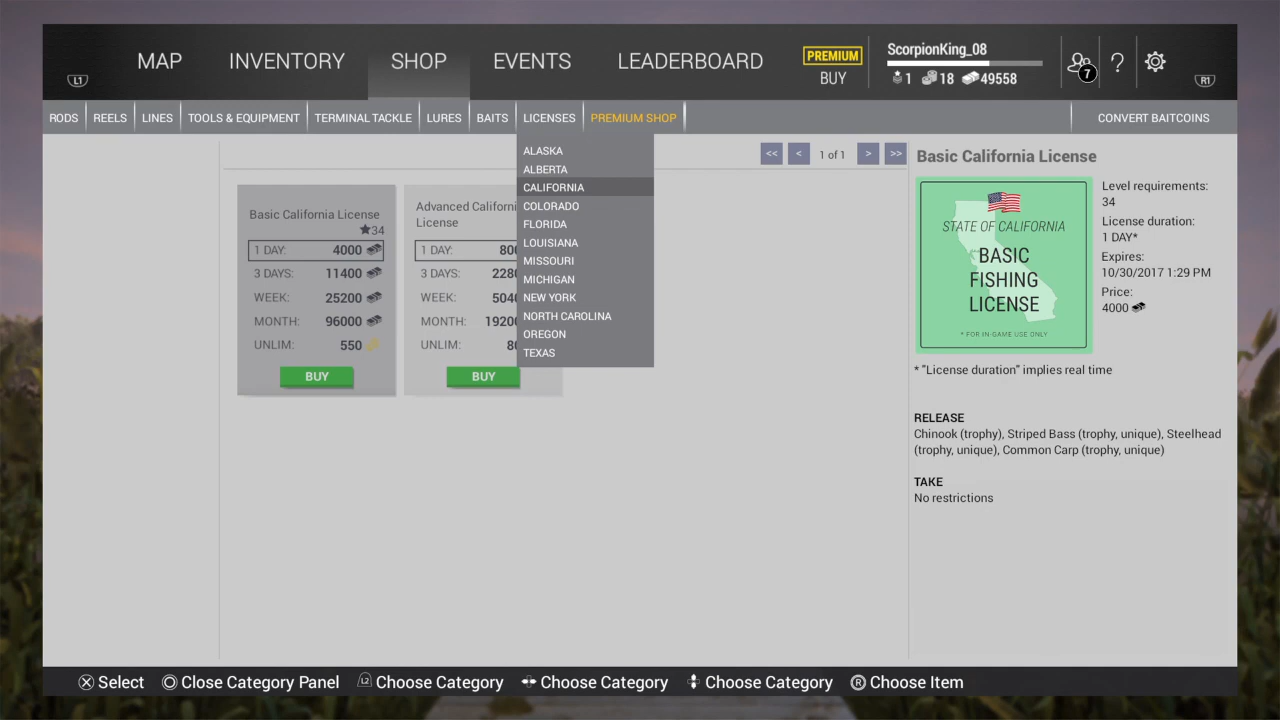 MAP
INVENTORY
SHOP
EVENTS
LEADERBOARD
PREMIUM
BUY
ScorpionKing_08
1 18 49558
7
?
L1
R1
RODS
REELS
LINES
TOOLS & EQUIPMENT
TERMINAL TACKLE
LURES
BAITS
LICENSES
PREMIUM SHOP
CONVERT BAITCOINS
ALASKA
ALBERTA
CALIFORNIA
COLORADO
FLORIDA
LOUISIANA
MISSOURI
MICHIGAN
NEW YORK
NORTH CAROLINA
OREGON
TEXAS
<< < 1 of 1 > >>
Basic California License
34
1 DAY: 4000
3 DAYS: 11400
WEEK: 25200
MONTH: 96000
UNLIM: 550
BUY
Advanced Californi
License
1 DAY: 800
3 DAYS: 2280
WEEK: 5040
MONTH: 19200
UNLIM: 80
BUY
Basic California License
STATE OF CALIFORNIA
BASIC
FISHING
LICENSE
* FOR IN-GAME USE ONLY
Level requirements:
34
License duration:
1 DAY*
Expires:
10/30/2017 1:29 PM
Price:
4000
* "License duration" implies real time
RELEASE
Chinook (trophy), Striped Bass (trophy, unique), Steelhead
(trophy, unique), Common Carp (trophy, unique)
TAKE
No restrictions
Select
Close Category Panel
L2 Choose Category
Choose Category
Choose Category
R Choose Item